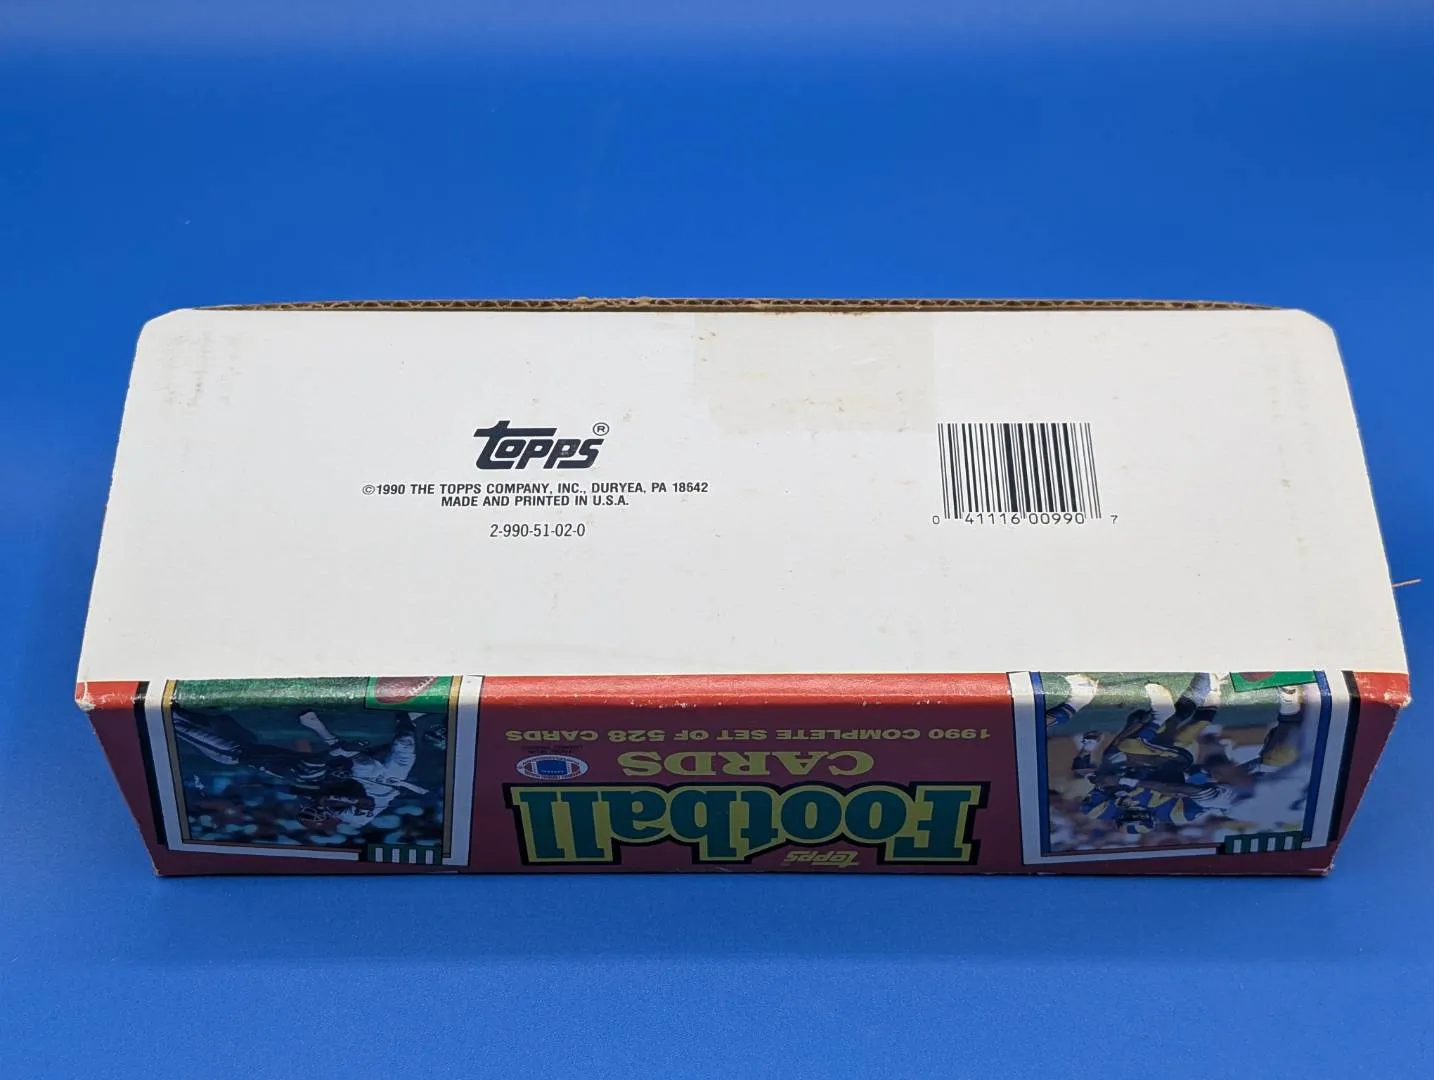 TOPPS®
©1990 THE TOPPS COMPANY, INC., DURYEA, PA 18642
MADE AND PRINTED IN U.S.A.
2-990-51-02-0
0 41116 00990 7
Topps
Football
CARDS
1990 COMPLETE SET OF 528 CARDS